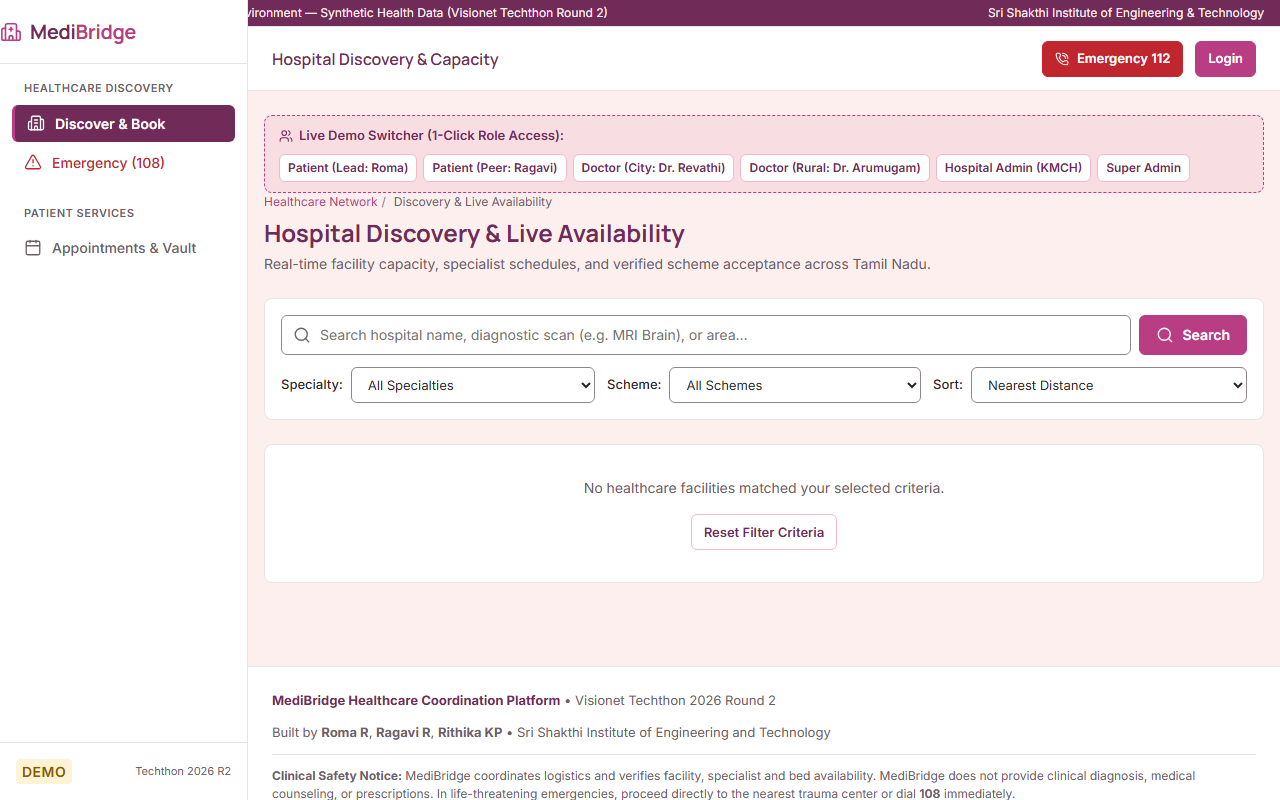 vironment — Synthetic Health Data (Visionet Techthon Round 2)
Sri Shakthi Institute of Engineering & Technology
MediBridge
HEALTHCARE DISCOVERY
Discover & Book
Emergency (108)
PATIENT SERVICES
Appointments & Vault
DEMO
Techthon 2026 R2
Hospital Discovery & Capacity
Emergency 112
Login
Live Demo Switcher (1-Click Role Access):
Patient (Lead: Roma)
Patient (Peer: Ragavi)
Doctor (City: Dr. Revathi)
Doctor (Rural: Dr. Arumugam)
Hospital Admin (KMCH)
Super Admin
Healthcare Network / Discovery & Live Availability
Hospital Discovery & Live Availability
Real-time facility capacity, specialist schedules, and verified scheme acceptance across Tamil Nadu.
Search hospital name, diagnostic scan (e.g. MRI Brain), or area...
Search
Specialty: All Specialties
Scheme: All Schemes
Sort: Nearest Distance
No healthcare facilities matched your selected criteria.
Reset Filter Criteria
MediBridge Healthcare Coordination Platform • Visionet Techthon 2026 Round 2
Built by Roma R, Ragavi R, Rithika KP • Sri Shakthi Institute of Engineering and Technology
Clinical Safety Notice: MediBridge coordinates logistics and verifies facility, specialist and bed availability. MediBridge does not provide clinical diagnosis, medical
counseling, or prescriptions. In life-threatening emergencies, proceed directly to the nearest trauma center or dial 108 immediately.